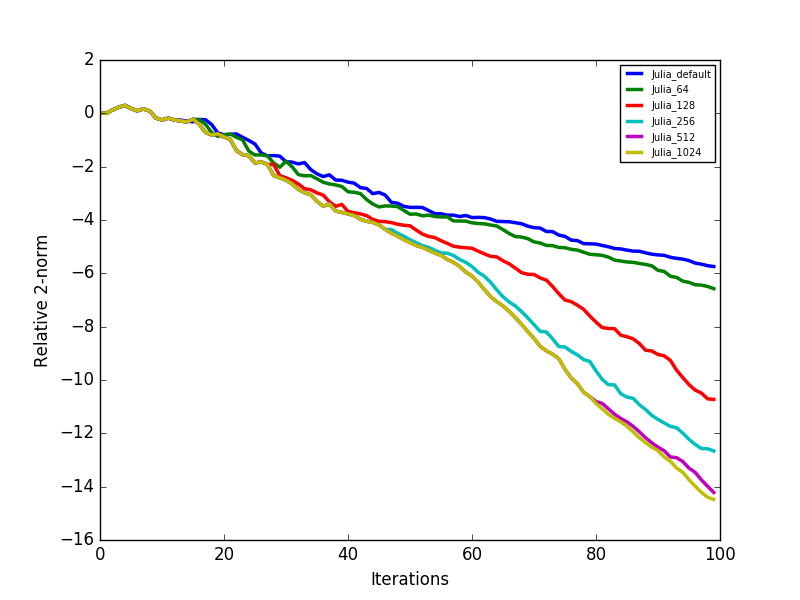 2
0
−2
−4
−6
−8
−10
−12
−14
−16
Relative 2-norm
0 20 40 60 80 100
Iterations
Julia_default
Julia_64
Julia_128
Julia_256
Julia_512
Julia_1024